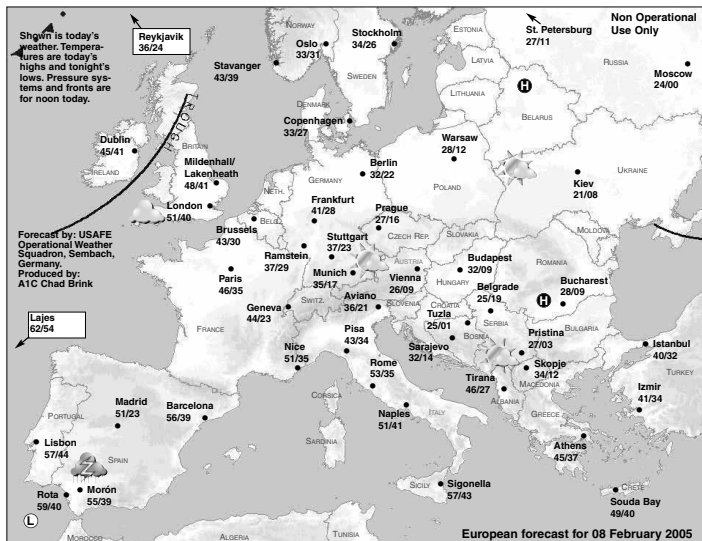 Shown is today's
weather. Tempera-
tures are today's
highs and tonight's
lows. Pressure sys-
tems and fronts are
for noon today.
Reykjavik
36/24
NORWAY
Oslo
33/31
Stockholm
34/26
ESTONIA
St. Petersburg
27/11
Non Operational
Use Only
Stavanger
43/39
SWEDEN
LATVIA
RUSSIA
Moscow
24/00
LITHUANIA
H
BELARUS
TROUGH
DENMARK
Copenhagen
33/27
Dublin
45/41
IRELAND
BRITAIN
Mildenhall/
Lakenheath
48/41
London
51/40
Warsaw
28/12
POLAND
Berlin
32/22
GERMANY
NETH.
UKRAINE
Kiev
21/08
Frankfurt
41/28
Prague
27/16
BELG.
Brussels
43/30
CZECH REP.
SLOVAKIA
MOLDOVA
Forecast by: USAFE
Operational Weather
Squadron, Sembach,
Germany.
Produced by:
A1C Chad Brink
Stuttgart
37/23
Ramstein
37/29
Paris
46/35
Munich
35/17
AUSTRIA
Vienna
26/09
Budapest
32/09
HUNGARY
ROMANIA
Belgrade
25/19
Bucharest
28/09
H
Lajes
62/54
Geneva
44/23
SWITZ.
Aviano
36/21
SLOVENIA
CROATIA
Tuzla
25/01
BOSNIA
SERBIA
BULGARIA
FRANCE
Pisa
43/34
Sarajevo
32/14
Pristina
27/03
Istanbul
40/32
Nice
51/35
Rome
53/35
Skopje
34/12
MACEDONIA
TURKEY
Tirana
46/27
ALBANIA
Izmir
41/34
Madrid
51/23
Barcelona
56/39
CORSICA
Naples
51/41
ITALY
GREECE
PORTUGAL
Lisbon
57/44
SPAIN
SARDINIA
Athens
45/37
Rota
59/40
Morón
55/39
SICILY
Sigonella
57/43
CRETE
Souda Bay
49/40
L
MOROCCO
ALGERIA
TUNISIA
European forecast for 08 February 2005